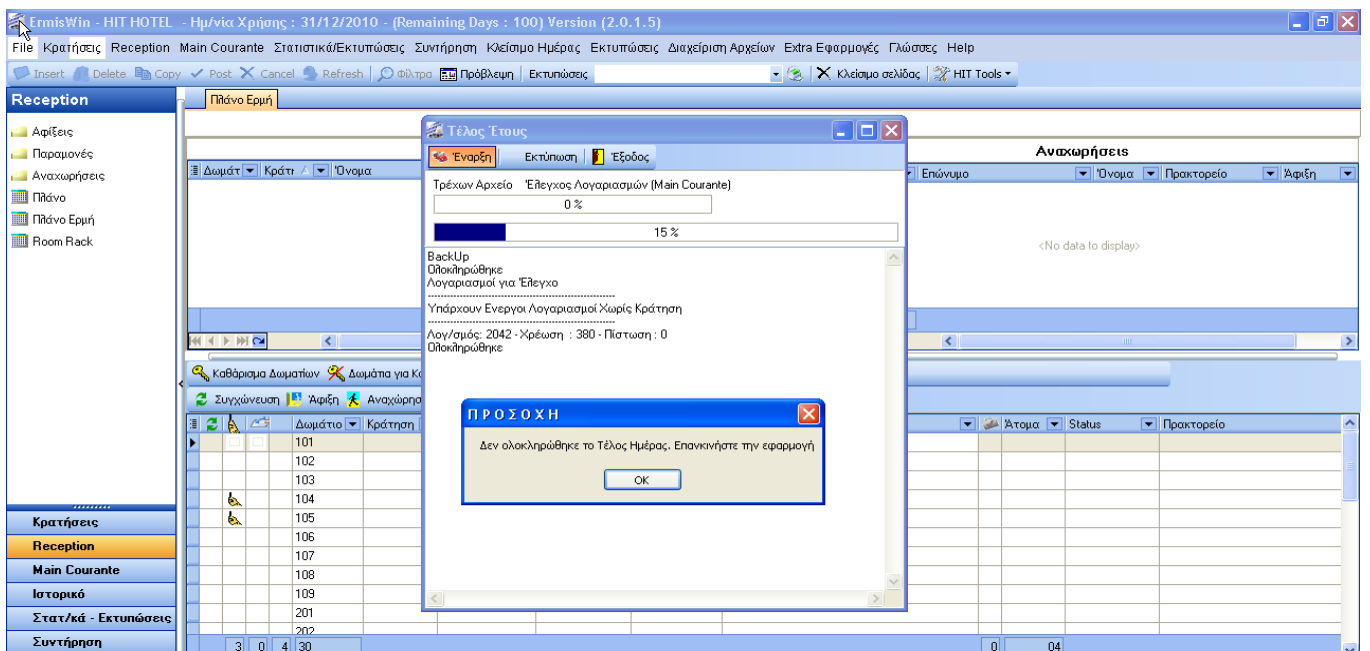 ErmisWin - HIT HOTEL - Ημ/νία Χρήσης : 31/12/2010 - (Remaining Days : 100) Version (2.0.1.5)
File Κρατήσεις Reception Main Courante Στατιστικά/Εκτυπώσεις Συντήρηση Κλείσιμο Ημέρας Εκτυπώσεις Διαχείριση Αρχείων Extra Εφαρμογές Γλώσσες Help
Insert Delete Copy Post Cancel Refresh Φίλτρα Πρόβλεψη Εκτυπώσεις Κλείσιμο σελίδας HIT Tools
Reception
Αφίξεις
Παραμονές
Αναχωρήσεις
Πλάνο
Πλάνο Ερμή
Room Rack
Κρατήσεις
Reception
Main Courante
Ιστορικό
Στατ/κά - Εκτυπώσεις
Συντήρηση
Πλάνο Ερμή
Αναχωρήσεις
Δωμάτ Κράτη Όνομα
Επώνυμο Όνομα Πρακτορείο Άφιξη
<No data to display>
Τέλος Έτους
Έναρξη Εκτύπωση Έξοδος
Τρέχων Αρχείο Έλεγχος Λογαριασμών (Main Courante)
0 %
15 %
BackUp
Ολοκληρώθηκε
Λογαριασμοί για Έλεγχο
Υπάρχουν Ενεργοι Λογαριασμοί Χωρίς Κράτηση
Λογ/σμός: 2042 - Χρέωση : 380 - Πίστωση : 0
Ολοκληρώθηκε
Π Ρ Ο Σ Ο Χ Η
Δεν ολοκληρώθηκε το Τέλος Ημέρας. Επανκινήστε την εφαρμογή
OK
Καθάρισμα Δωματίων Δωμάτια για
Συγχώνευση Άφιξη
Δωμάτιο Κράτηση
Άτομα Status Πρακτορείο
101
102
103
104
105
106
107
108
109
201
202
3 0 4 30 0 04